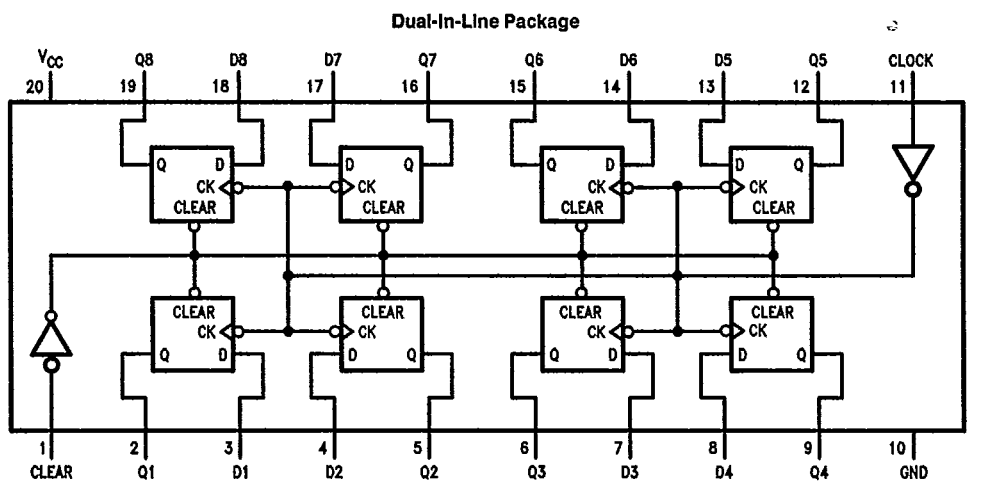 Dual-In-Line Package
VCC Q8 D8 D7 Q7 Q6 D6 D5 Q5 CLOCK
20 19 18 17 16 15 14 13 12 11
Q D D Q Q D D Q
CK CK CK CK
CLEAR CLEAR CLEAR CLEAR
CLEAR CLEAR CLEAR CLEAR
CK CK CK CK
Q D D Q Q D D Q
1 2 3 4 5 6 7 8 9 10
CLEAR Q1 D1 D2 Q2 Q3 D3 D4 Q4 GND